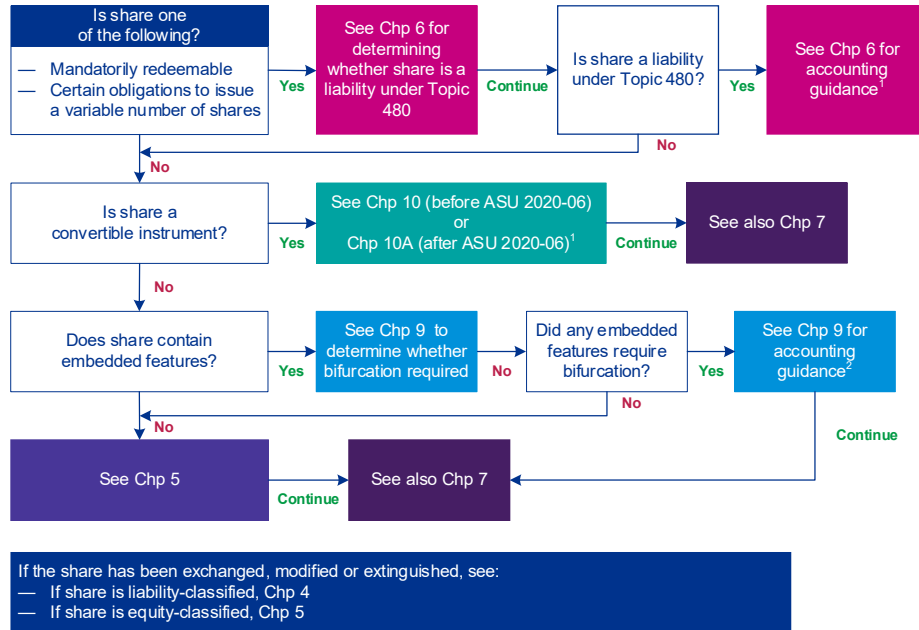 Is share one
of the following?
— Mandatorily redeemable
— Certain obligations to issue
a variable number of shares
Yes
See Chp 6 for
determining
whether share is a
liability under Topic
480
Continue
Is share a liability
under Topic 480?
Yes
See Chp 6 for
accounting
guidance1
No
No
Is share a
convertible instrument?
Yes
See Chp 10 (before ASU 2020-06)
or
Chp 10A (after ASU 2020-06)1
Continue
See also Chp 7
No
Does share contain
embedded features?
Yes
See Chp 9 to
determine whether
bifurcation required
No
Did any embedded
features require
bifurcation?
Yes
See Chp 9 for
accounting
guidance2
No
No
Continue
See Chp 5
Continue
See also Chp 7
If the share has been exchanged, modified or extinguished, see:
— If share is liability-classified, Chp 4
— If share is equity-classified, Chp 5